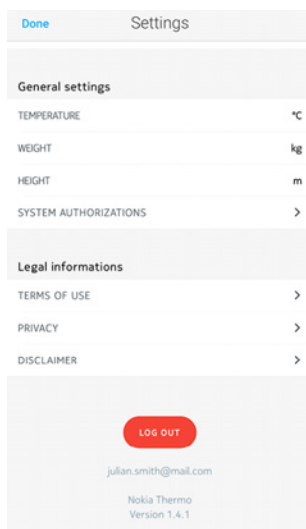 Done Settings
General settings
TEMPERATURE °C
WEIGHT kg
HEIGHT m
SYSTEM AUTHORIZATIONS >
Legal informations
TERMS OF USE >
PRIVACY >
DISCLAIMER >
LOG OUT
julian.smith@mail.com
Nokia Thermo
Version 1.4.1